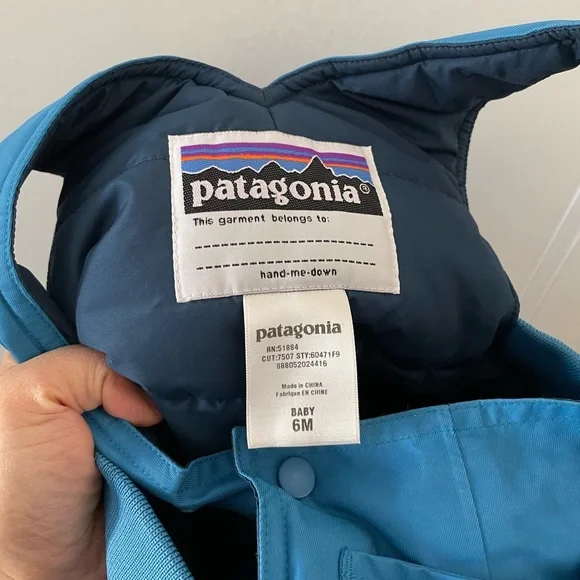 patagonia®
This garment belongs to:
hand-me-down
patagonia
RN:51884
CUT:7507 STY:60471F9
888052024416
Made in CHINA
Fabriqué EN CHINE
BABY
6M